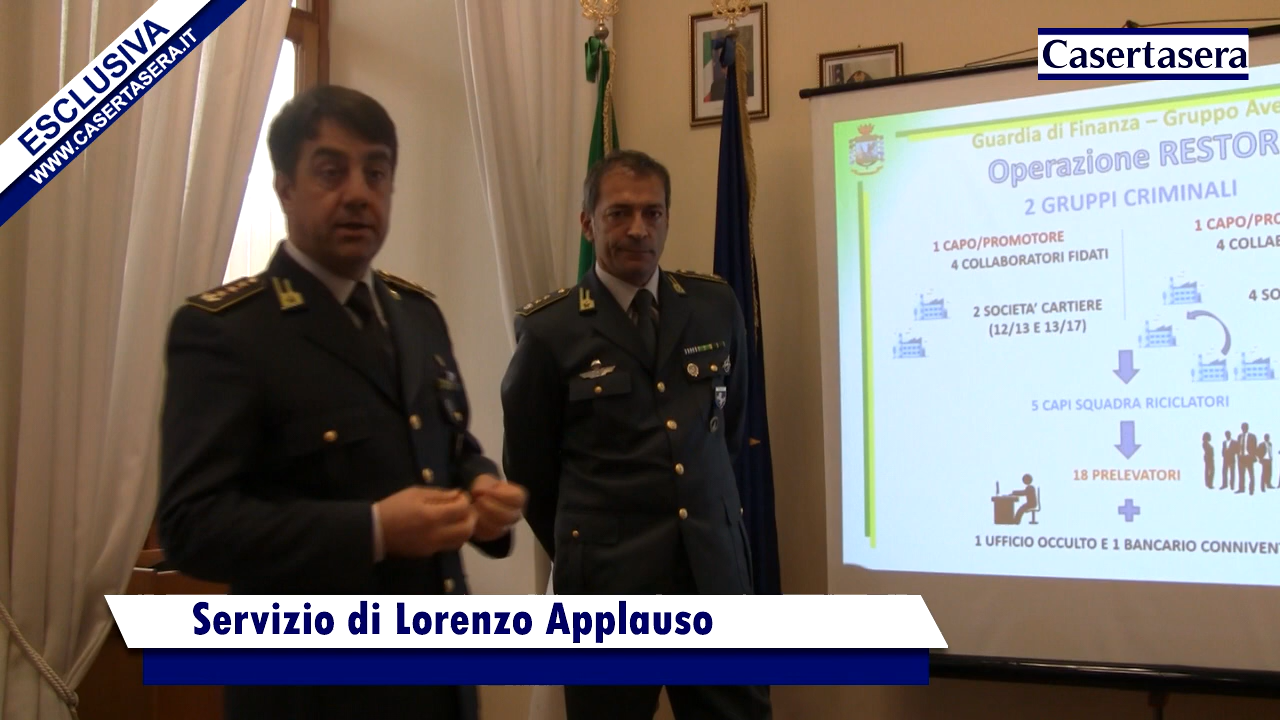 ESCLUSIVA
WWW.CASERTASERA.IT
Casertasera
Guardia di Finanza – Gruppo Ave
Operazione RESTOR
2 GRUPPI CRIMINALI
1 CAPO/PROMOTORE
4 COLLABORATORI FIDATI
2 SOCIETA' CARTIERE
(12/13 E 13/17)
1 CAPO/PRO
4 COLLAB
4 SO
5 CAPI SQUADRA RICICLATORI
18 PRELEVATORI
1 UFFICIO OCCULTO E 1 BANCARIO CONNIVENT
Servizio di Lorenzo Applauso